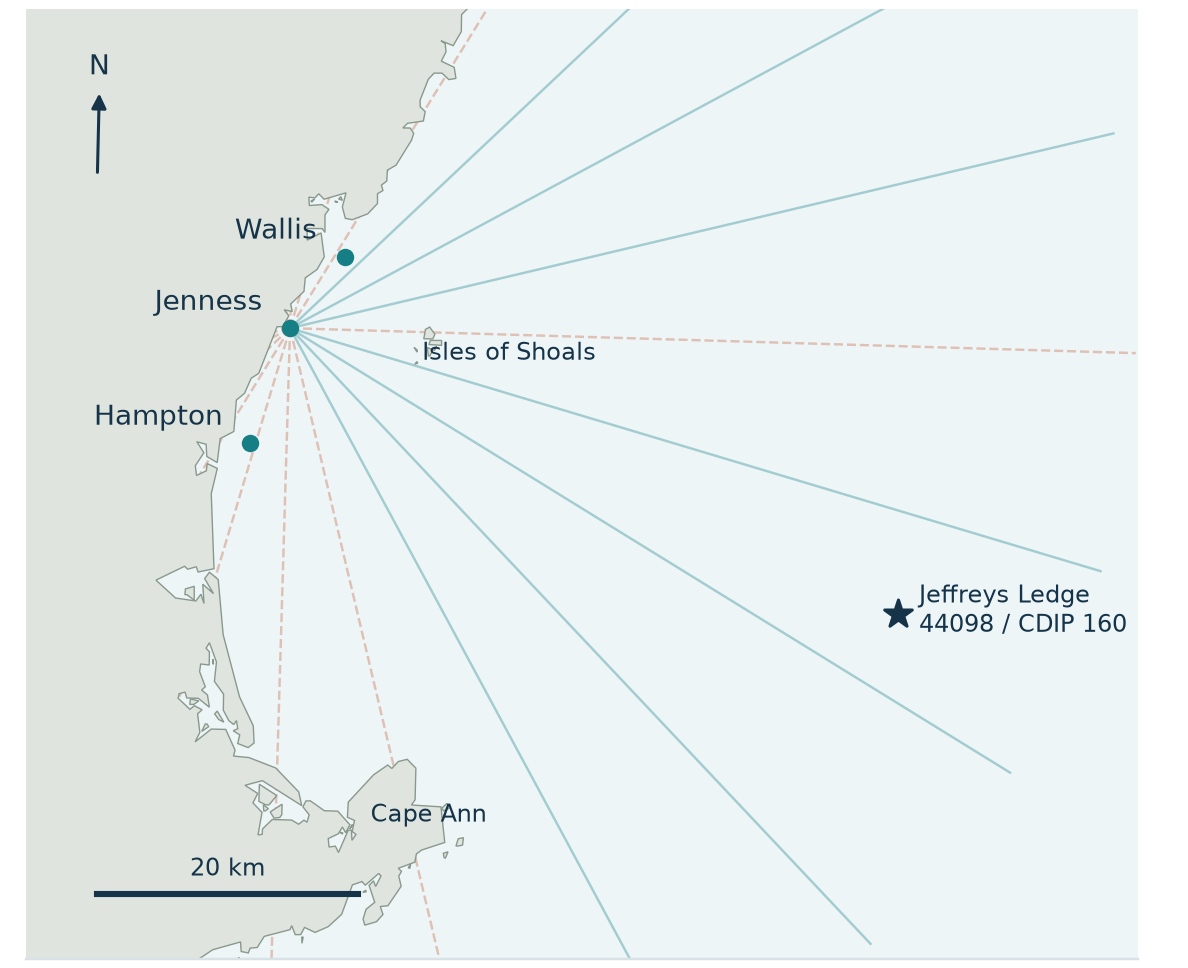 N
Wallis
Jenness
Isles of Shoals
Hampton
Jeffreys Ledge
44098 / CDIP 160
Cape Ann
20 km